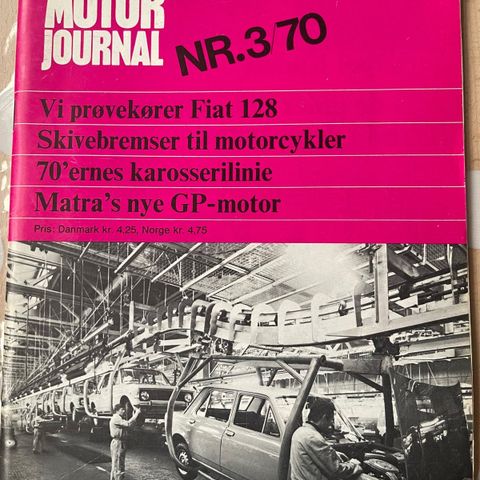 MOTOR
JOURNAL
NR.3/70
Vi prøvekører Fiat 128
Skivebremser til motorcykler
70'ernes karosserilinie
Matra's nye GP-motor
Pris: Danmark kr. 4.25, Norge kr. 4.75